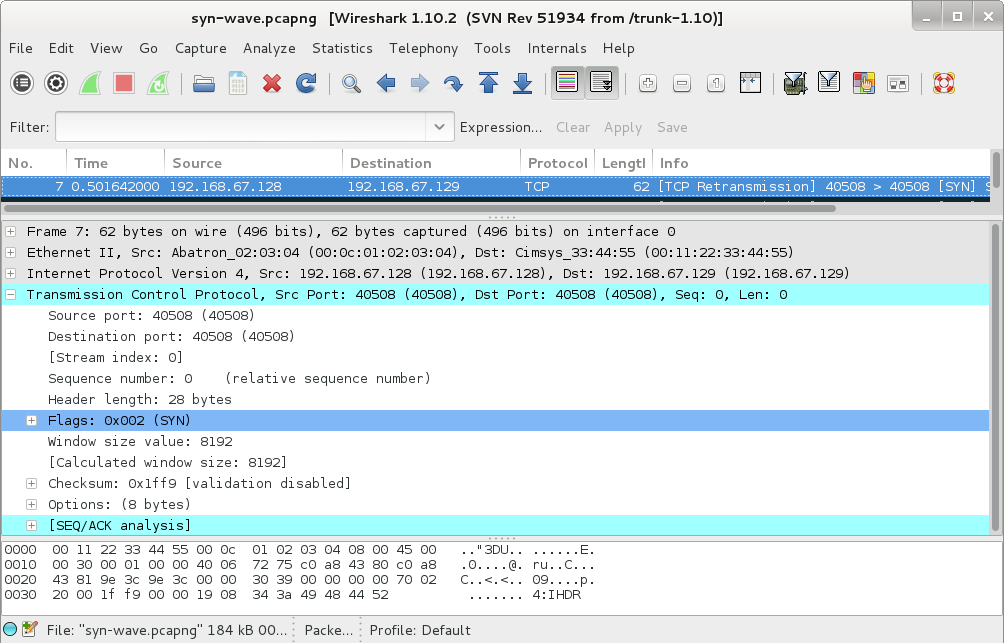 syn-wave.pcapng   [Wireshark 1.10.2  (SVN Rev 51934 from /trunk-1.10)]
File Edit View Go Capture Analyze Statistics Telephony Tools Internals Help
Filter: Expression... Clear Apply Save
No. Time Source Destination Protocol Lengtl Info
7 0.501642000 192.168.67.128 192.168.67.129 TCP 62 [TCP Retransmission] 40508 > 40508 [SYN] S
Frame 7: 62 bytes on wire (496 bits), 62 bytes captured (496 bits) on interface 0
Ethernet II, Src: Abatron_02:03:04 (00:0c:01:02:03:04), Dst: Cimsys_33:44:55 (00:11:22:33:44:55)
Internet Protocol Version 4, Src: 192.168.67.128 (192.168.67.128), Dst: 192.168.67.129 (192.168.67.129)
Transmission Control Protocol, Src Port: 40508 (40508), Dst Port: 40508 (40508), Seq: 0, Len: 0
Source port: 40508 (40508)
Destination port: 40508 (40508)
[Stream index: 0]
Sequence number: 0    (relative sequence number)
Header length: 28 bytes
Flags: 0x002 (SYN)
Window size value: 8192
[Calculated window size: 8192]
Checksum: 0x1ff9 [validation disabled]
Options: (8 bytes)
[SEQ/ACK analysis]
0000  00 11 22 33 44 55 00 0c  01 02 03 04 08 00 45 00   .."3DU.. ......E.
0010  00 30 00 01 00 00 40 06  72 75 c0 a8 43 80 c0 a8   .0....@. ru..C...
0020  43 81 9e 3c 9e 3c 00 00  30 39 00 00 00 00 70 02   C..<.<.. 09....p.
0030  20 00 1f f9 00 00 19 08  34 3a 49 48 44 52          ....... 4:IHDR
File: "syn-wave.pcapng" 184 kB 00... Packe... Profile: Default